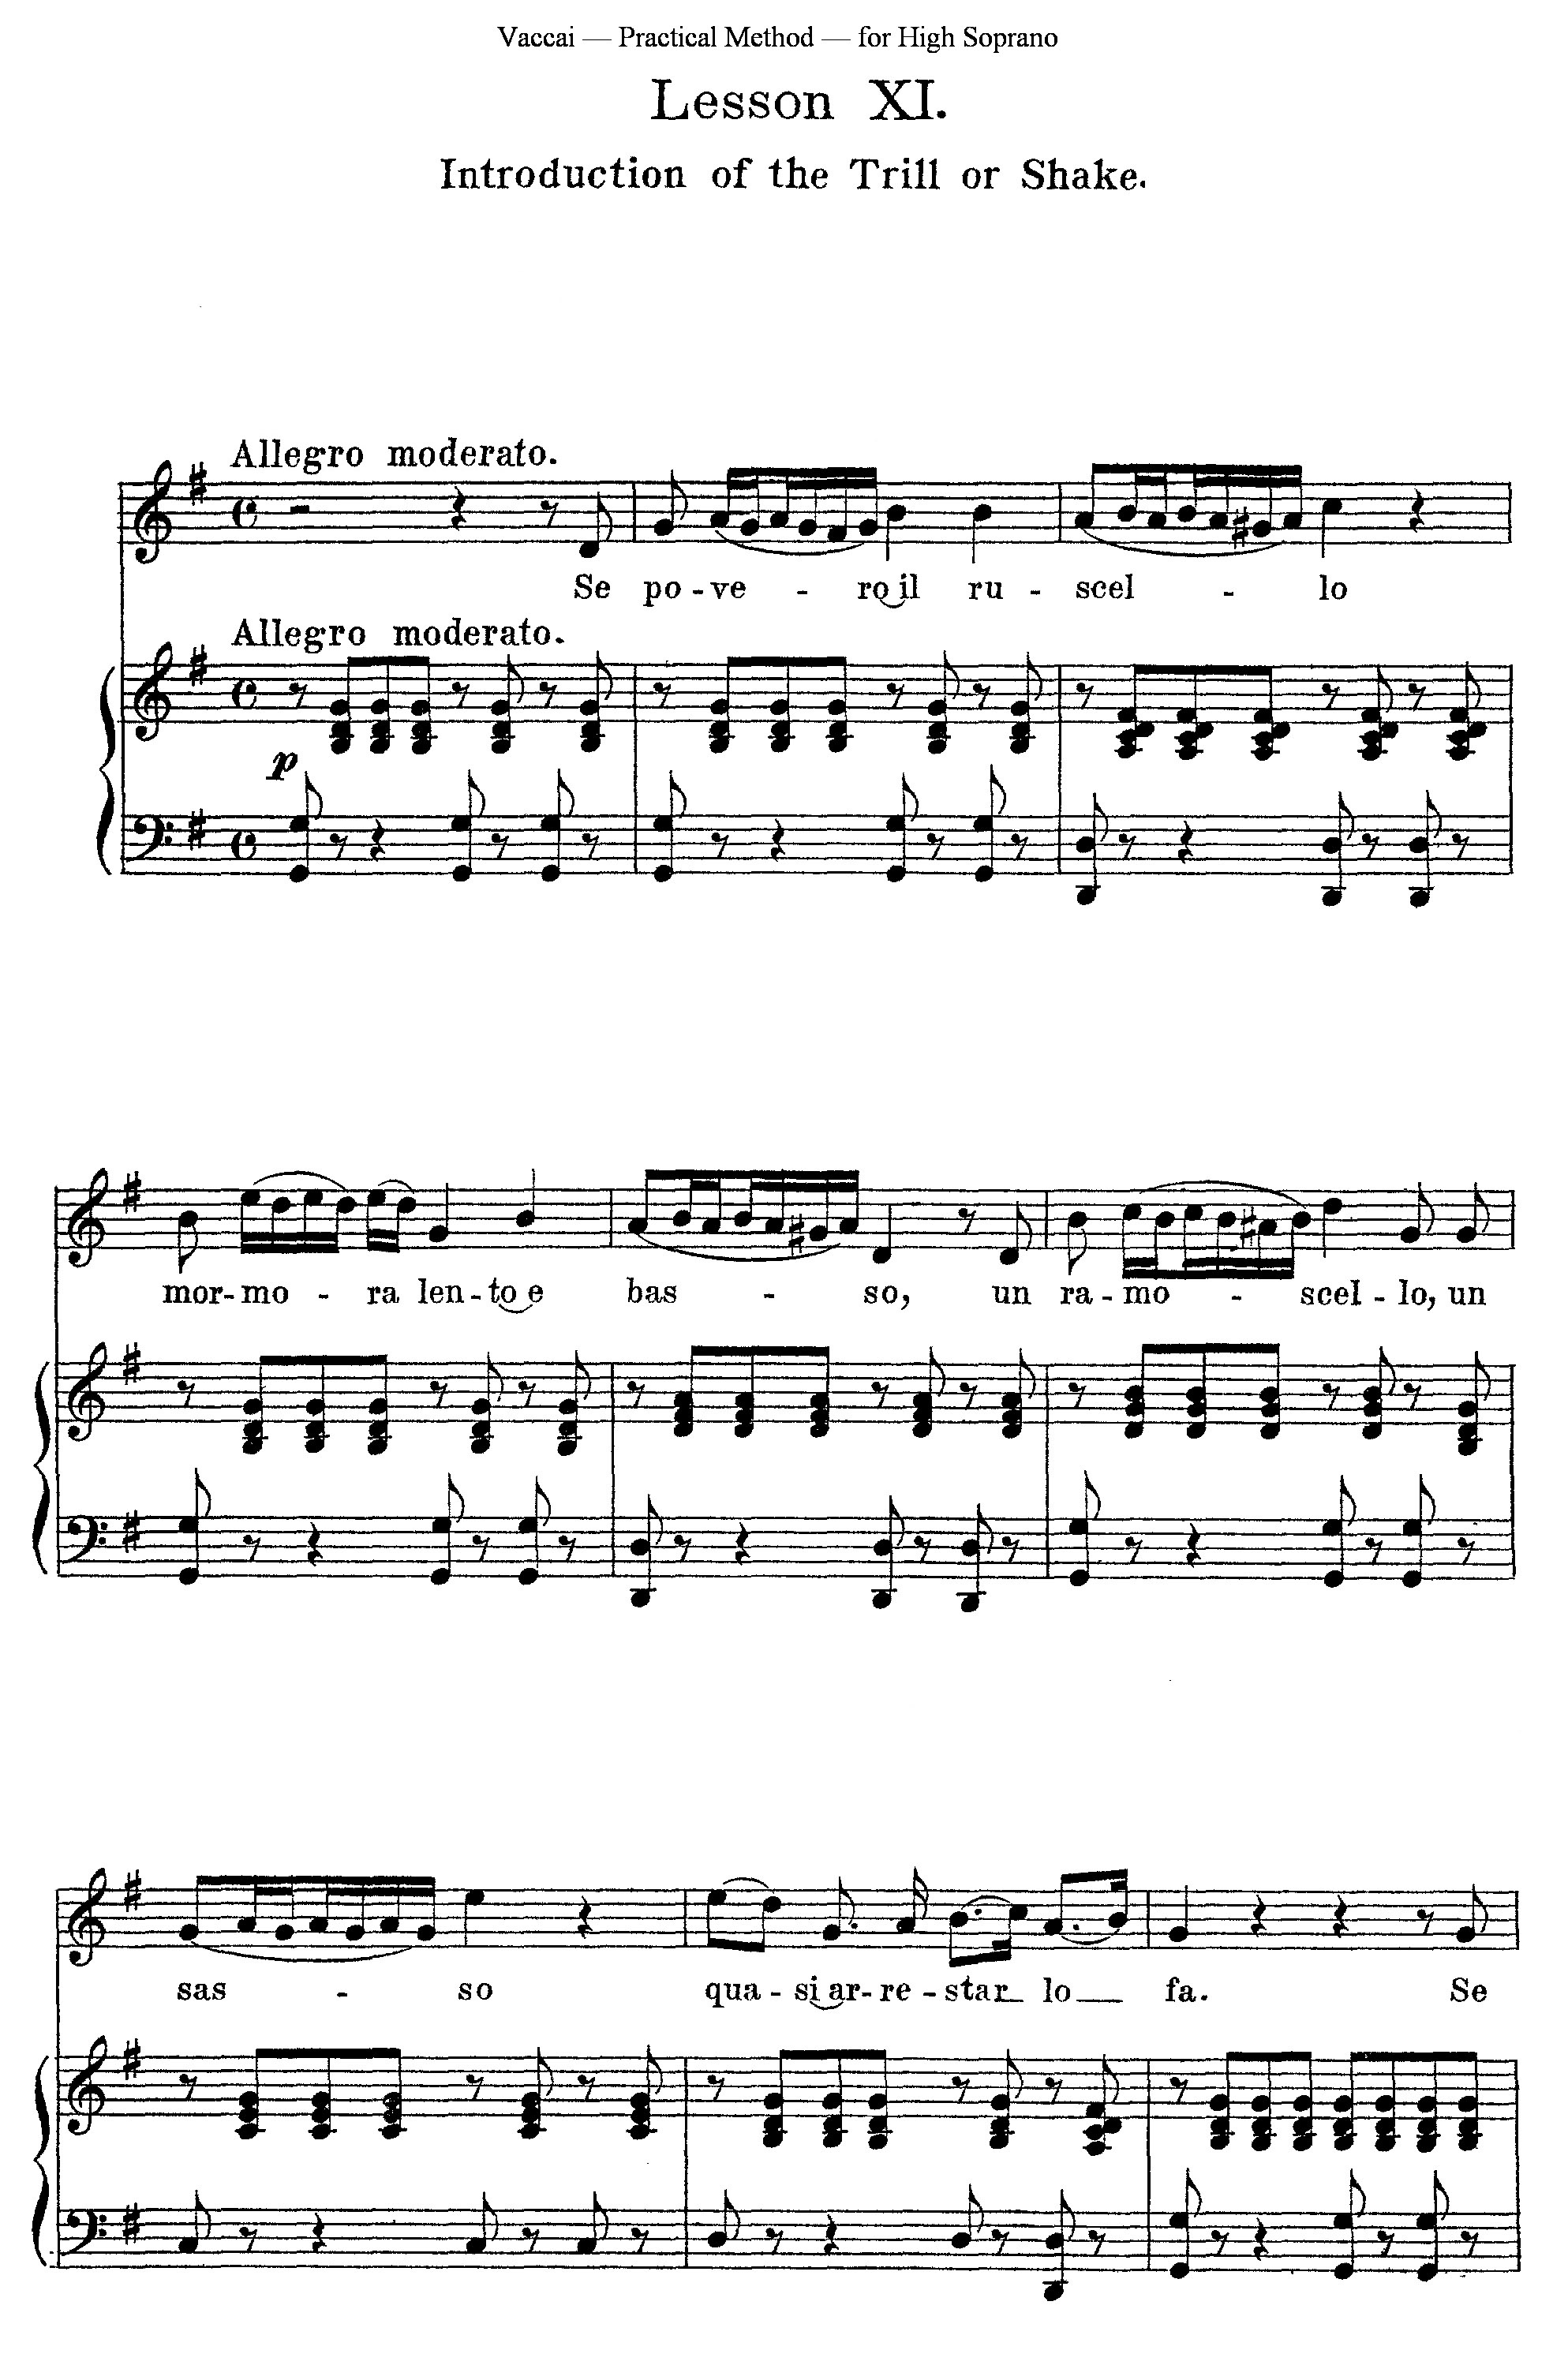 Vaccai — Practical Method — for High Soprano
Lesson XI.
Introduction of the Trill or Shake.
Allegro moderato.
Se po - ve - ro il ru - scel - lo
Allegro moderato.
p
mor - mo - ra len - to e bas - so, un ra - mo - scel - lo, un
sas - so qua - si ar - re - star lo fa. Se